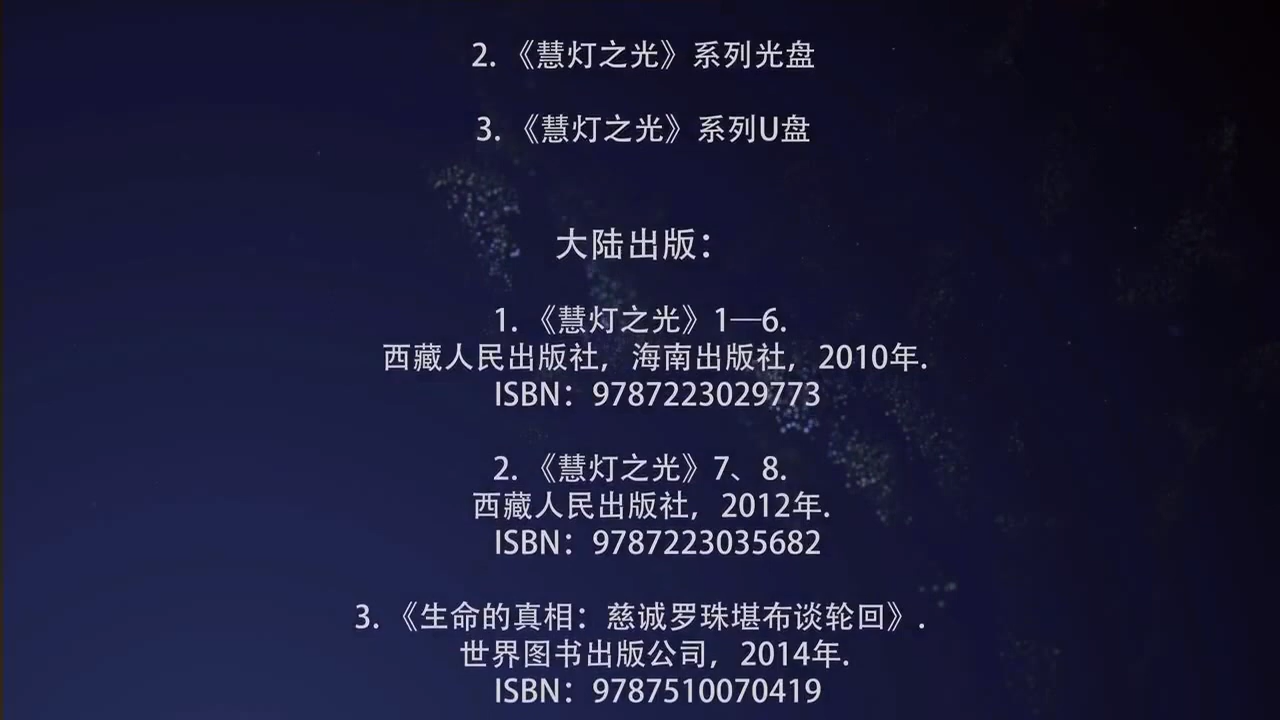 2. 《慧灯之光》系列光盘
3. 《慧灯之光》系列U盘
大陆出版：
1. 《慧灯之光》1—6.
西藏人民出版社，海南出版社，2010年.
ISBN：9787223029773
2. 《慧灯之光》7、8.
西藏人民出版社，2012年.
ISBN：9787223035682
3. 《生命的真相：慈诚罗珠堪布谈轮回》.
世界图书出版公司，2014年.
ISBN：9787510070419